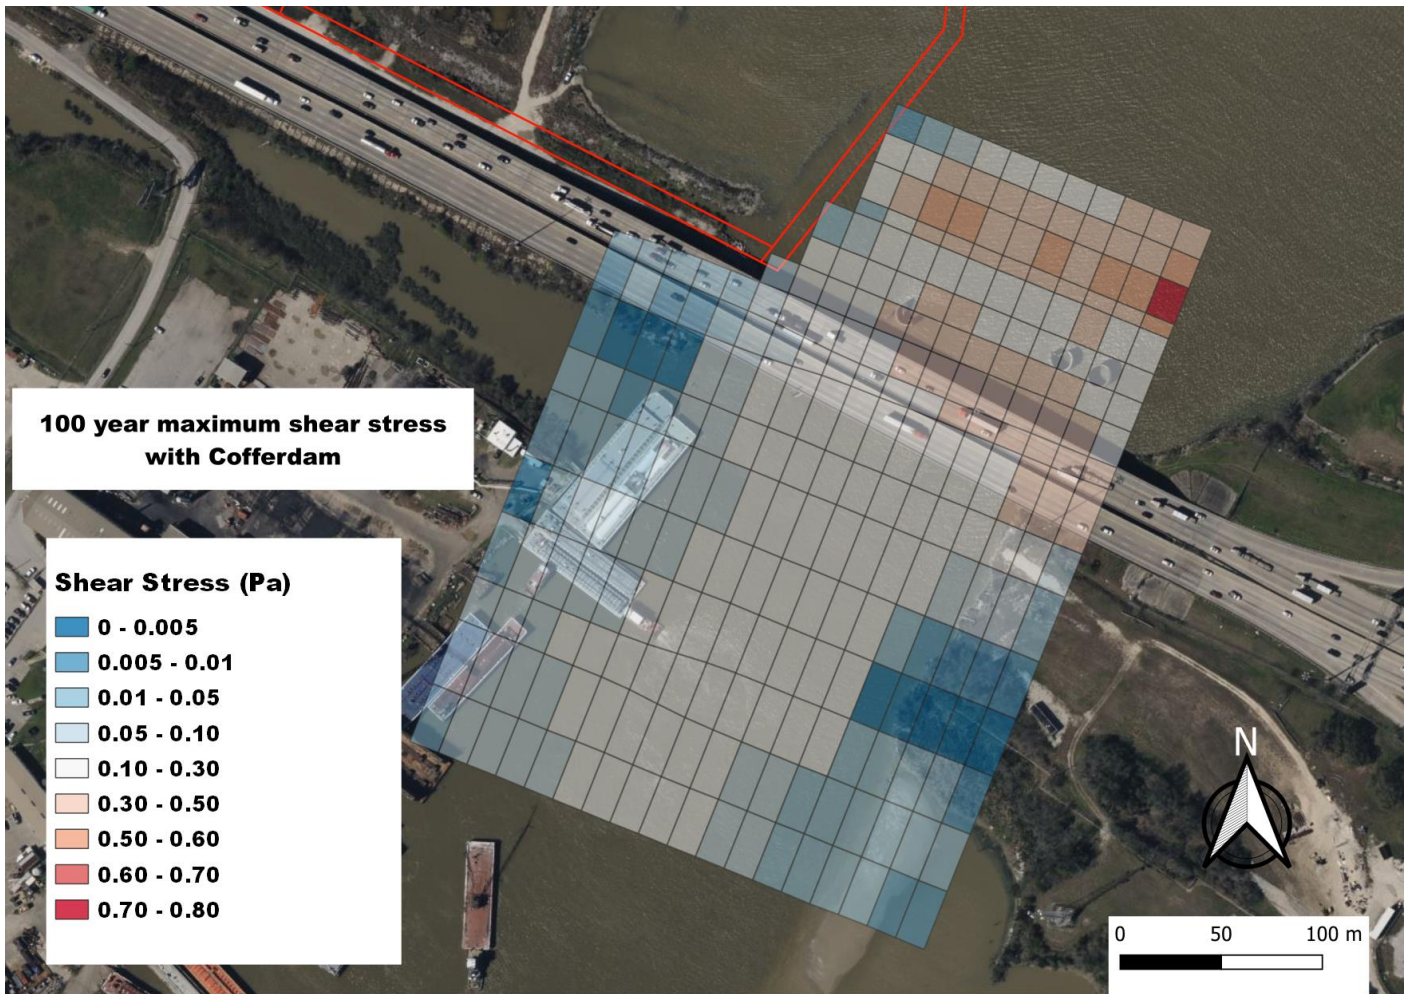 100 year maximum shear stress
with Cofferdam
Shear Stress (Pa)
0 - 0.005
0.005 - 0.01
0.01 - 0.05
0.05 - 0.10
0.10 - 0.30
0.30 - 0.50
0.50 - 0.60
0.60 - 0.70
0.70 - 0.80
N
0 50 100 m